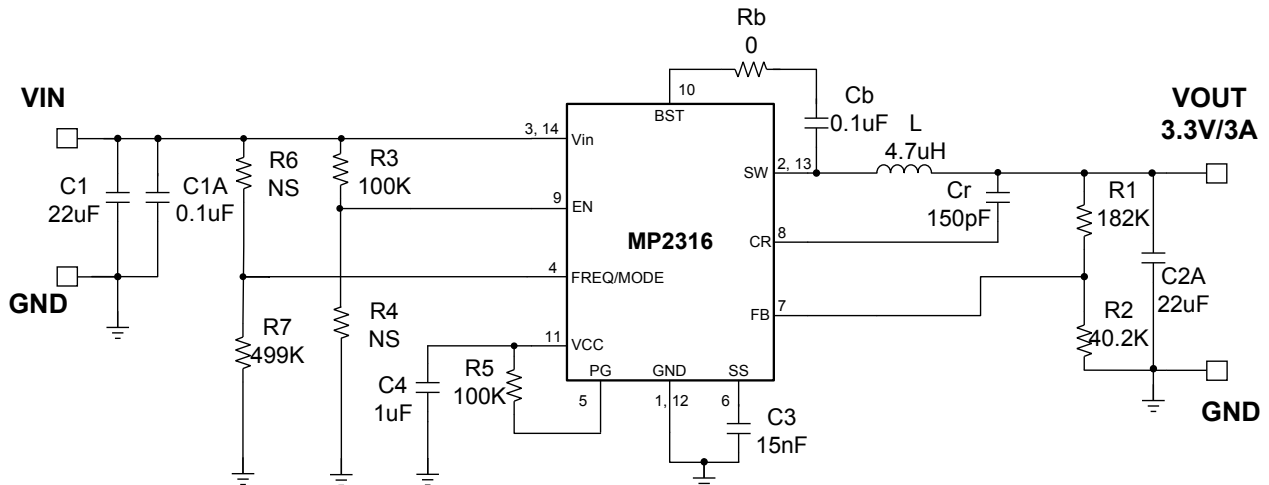 Rb
0
10
BST
VIN
3, 14
Vin
Cb
0.1uF
L
4.7uH
VOUT
3.3V/3A
SW
2, 13
C1
22uF
C1A
0.1uF
R6
NS
R3
100K
9
EN
MP2316
CR
8
Cr
150pF
R1
182K
GND
4
FREQ/MODE
FB
7
C2A
22uF
R7
499K
R4
NS
R2
40.2K
11
VCC
C4
1uF
R5
100K
PG
GND
SS
5
1, 12
6
C3
15nF
GND